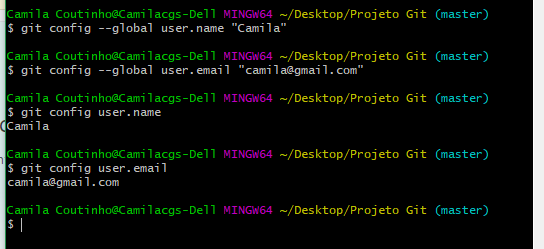 Camila Coutinho@Camilacgs-Dell MINGW64 ~/Desktop/Projeto Git (master)
$ git config --global user.name "Camila"
Camila Coutinho@Camilacgs-Dell MINGW64 ~/Desktop/Projeto Git (master)
$ git config --global user.email "camila@gmail.com"
Camila Coutinho@Camilacgs-Dell MINGW64 ~/Desktop/Projeto Git (master)
$ git config user.name
Camila
Camila Coutinho@Camilacgs-Dell MINGW64 ~/Desktop/Projeto Git (master)
$ git config user.email
camila@gmail.com
Camila Coutinho@Camilacgs-Dell MINGW64 ~/Desktop/Projeto Git (master)
$